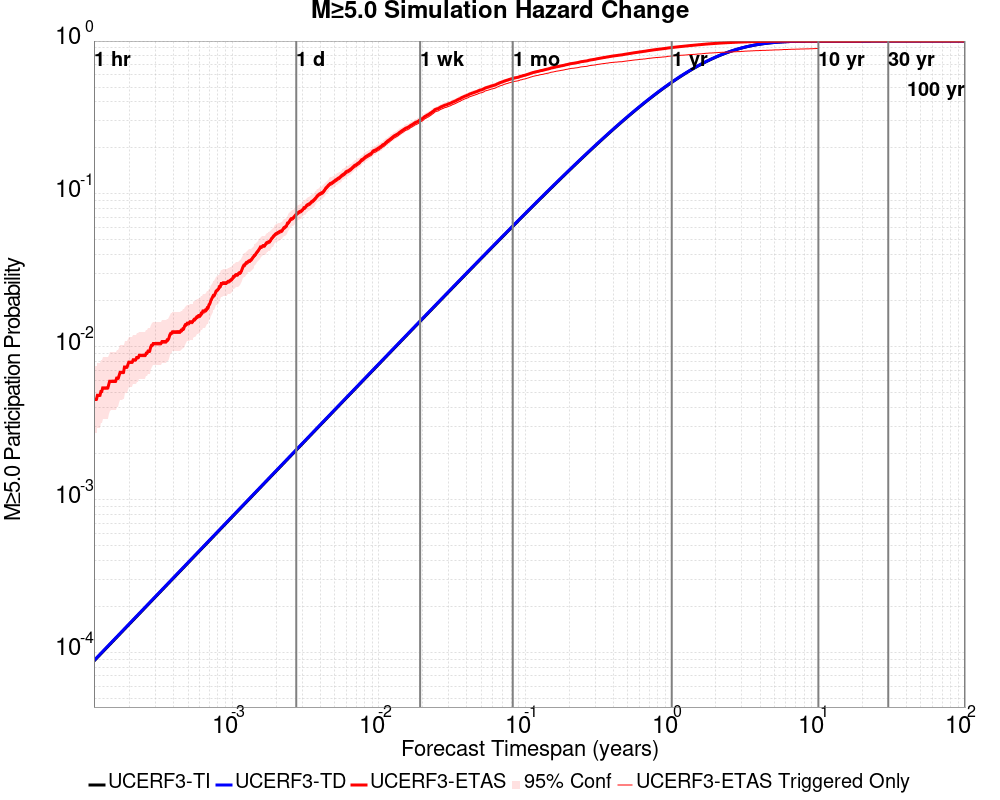 M≥5.0 Simulation Hazard Change
10^0
1 hr
1 d
1 wk
1 mo
1 yr
10 yr
30 yr
100 yr
10^-1
10^-2
10^-3
10^-4
M≥5.0 Participation Probability
10^-3
10^-2
10^-1
10^0
10^1
10^2
Forecast Timespan (years)
UCERF3-TI
UCERF3-TD
UCERF3-ETAS
95% Conf
UCERF3-ETAS Triggered Only